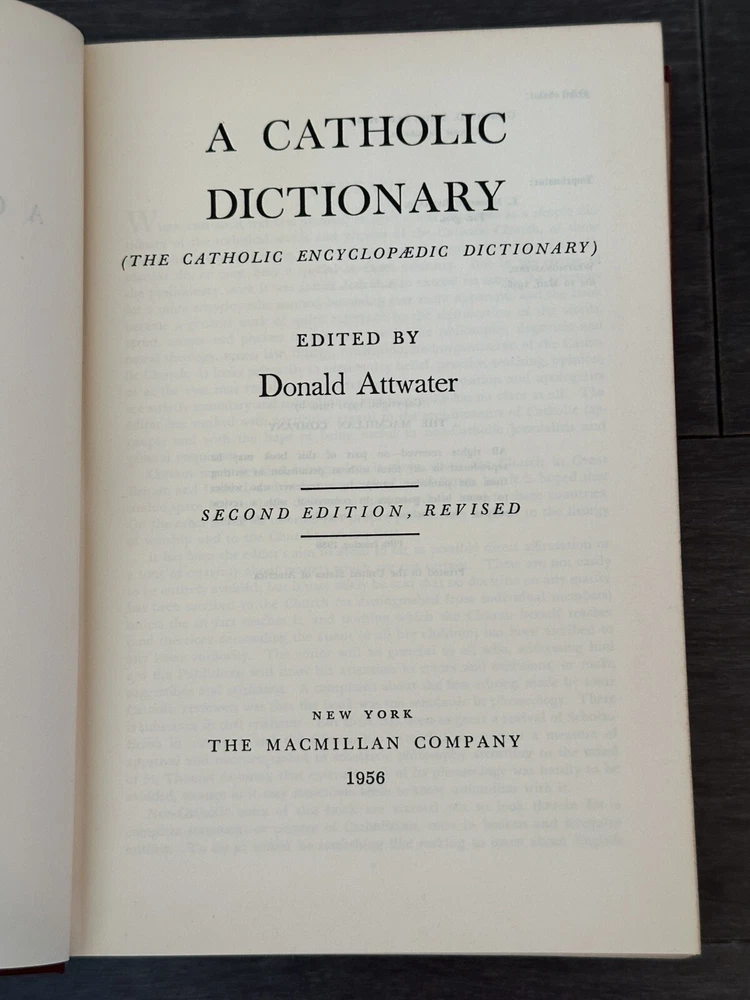 A CATHOLIC
DICTIONARY
(THE CATHOLIC ENCYCLOPÆDIC DICTIONARY)
EDITED BY
Donald Attwater
SECOND EDITION, REVISED
NEW YORK
THE MACMILLAN COMPANY
1956